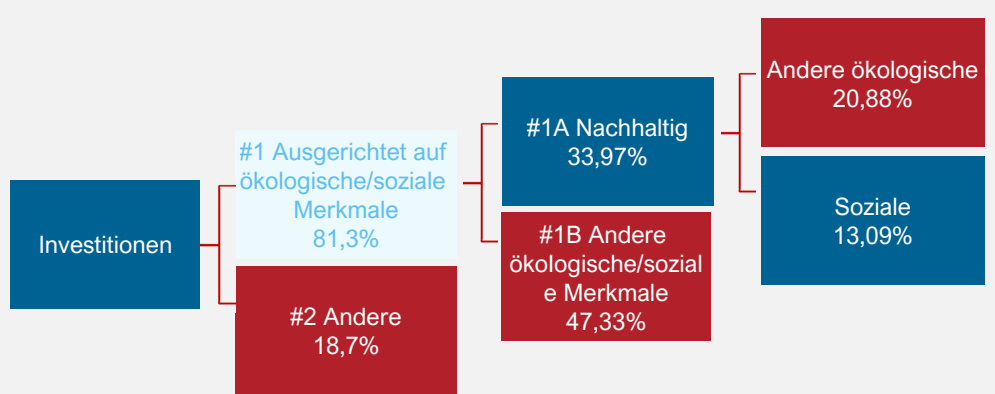 Investitionen
#1 Ausgerichtet auf
ökologische/soziale
Merkmale
81,3%
#2 Andere
18,7%
#1A Nachhaltig
33,97%
#1B Andere
ökologische/sozial
e Merkmale
47,33%
Andere ökologische
20,88%
Soziale
13,09%